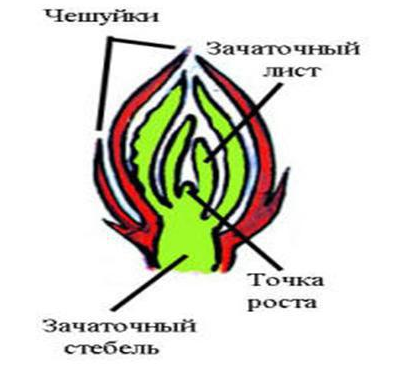 Чешуйки
Зачаточный
лист
Точка
роста
Зачаточный
стебель